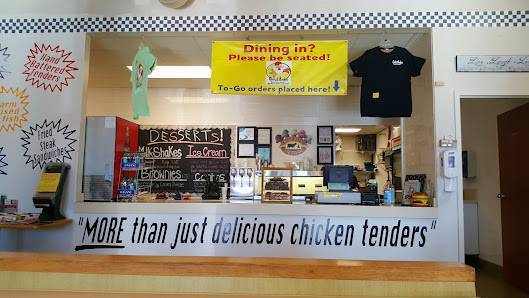 Hand
Battered
Tenders
Fried
Steak
Sandwiches
Dining in?
Please be seated!
To-Go orders placed here!
DESSERTS!
MILKSHAKES ICE CREAM
BROWNIES
"MORE than just delicious chicken tenders"